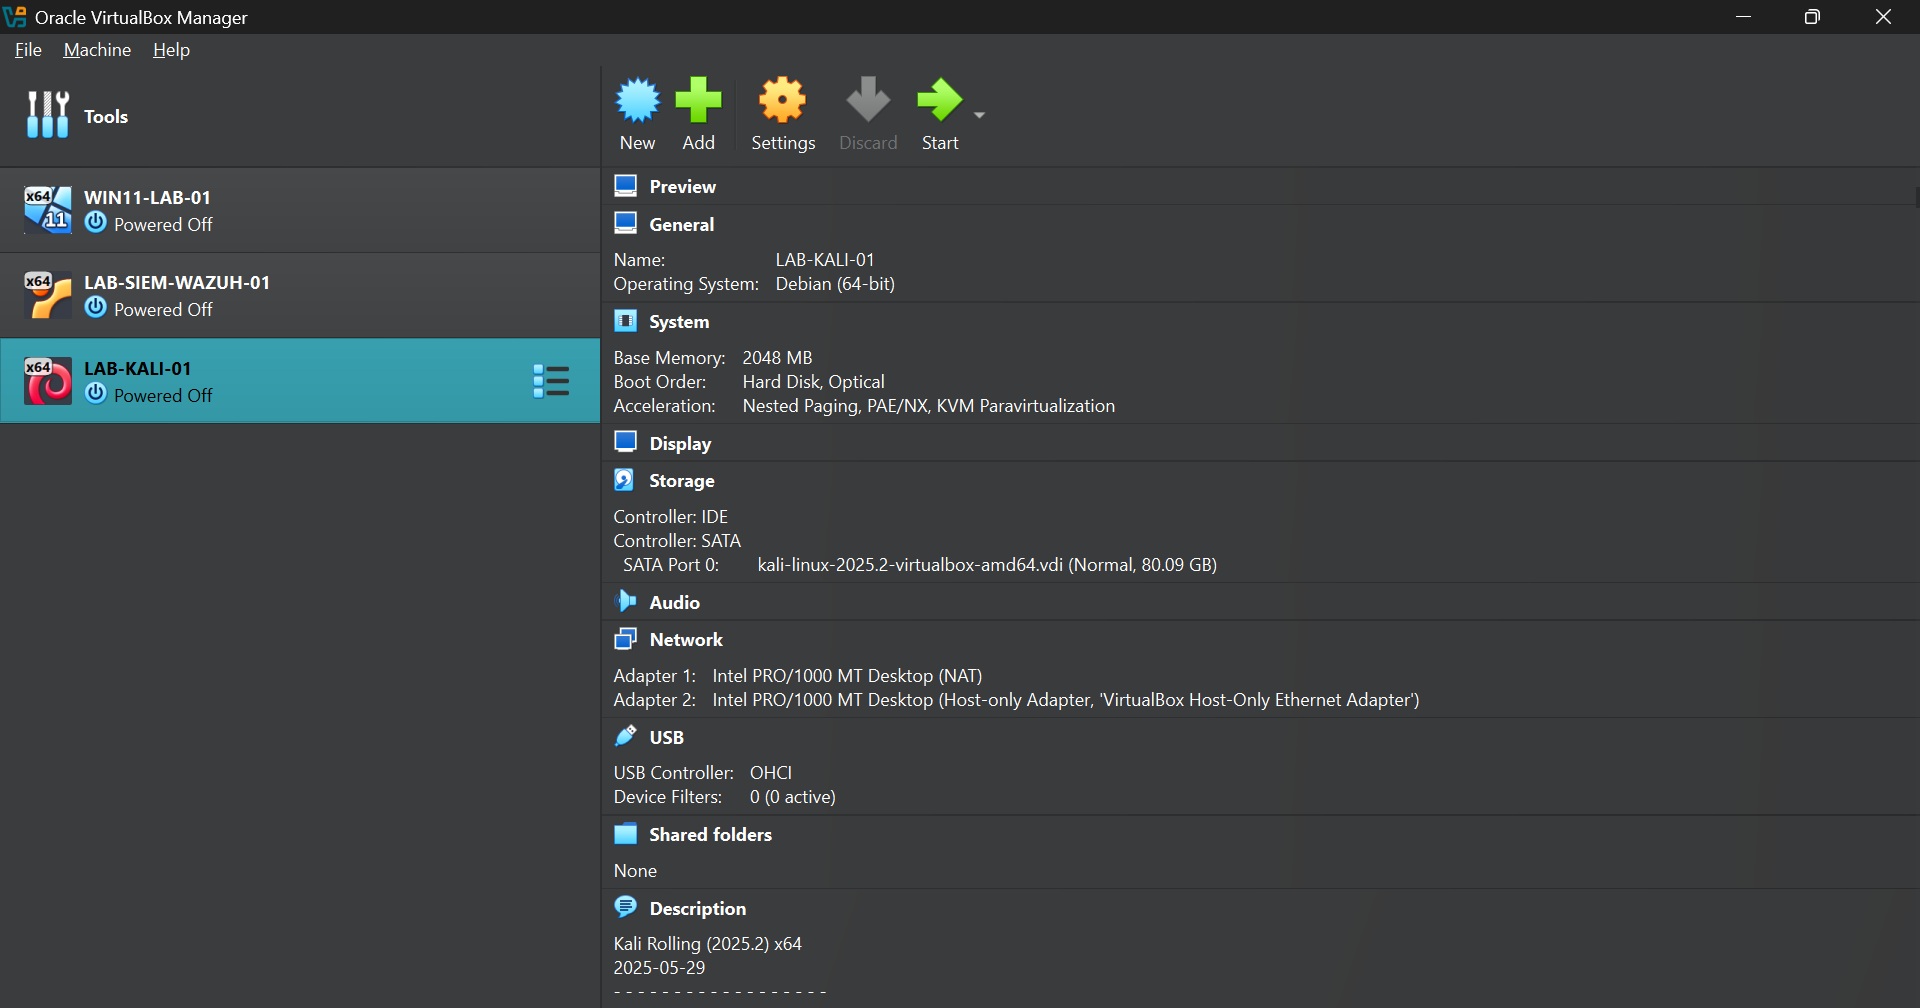 Oracle VirtualBox Manager
File Machine Help
Tools
New Add Settings Discard Start
x64 11 WIN11-LAB-01
Powered Off
x64 LAB-SIEM-WAZUH-01
Powered Off
x64 LAB-KALI-01
Powered Off
Preview
General
Name: LAB-KALI-01
Operating System: Debian (64-bit)
System
Base Memory: 2048 MB
Boot Order: Hard Disk, Optical
Acceleration: Nested Paging, PAE/NX, KVM Paravirtualization
Display
Storage
Controller: IDE
Controller: SATA
SATA Port 0: kali-linux-2025.2-virtualbox-amd64.vdi (Normal, 80.09 GB)
Audio
Network
Adapter 1: Intel PRO/1000 MT Desktop (NAT)
Adapter 2: Intel PRO/1000 MT Desktop (Host-only Adapter, 'VirtualBox Host-Only Ethernet Adapter')
USB
USB Controller: OHCI
Device Filters: 0 (0 active)
Shared folders
None
Description
Kali Rolling (2025.2) x64
2025-05-29
- - - - - - - - - - - - - - - - - -